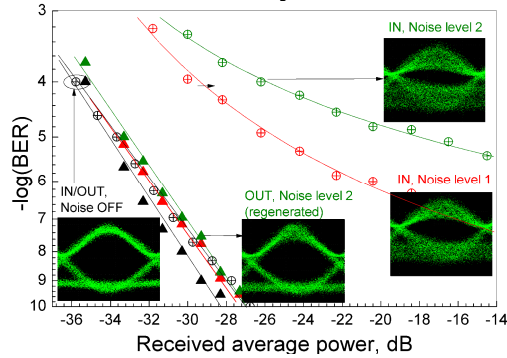 3
4
5
6
7
8
9
10
-log(BER)
IN, Noise level 2
IN, Noise level 1
IN/OUT,
Noise OFF
OUT, Noise level 2
(regenerated)
-36 -34 -32 -30 -28 -26 -24 -22 -20 -18 -16 -14
Received average power, dB